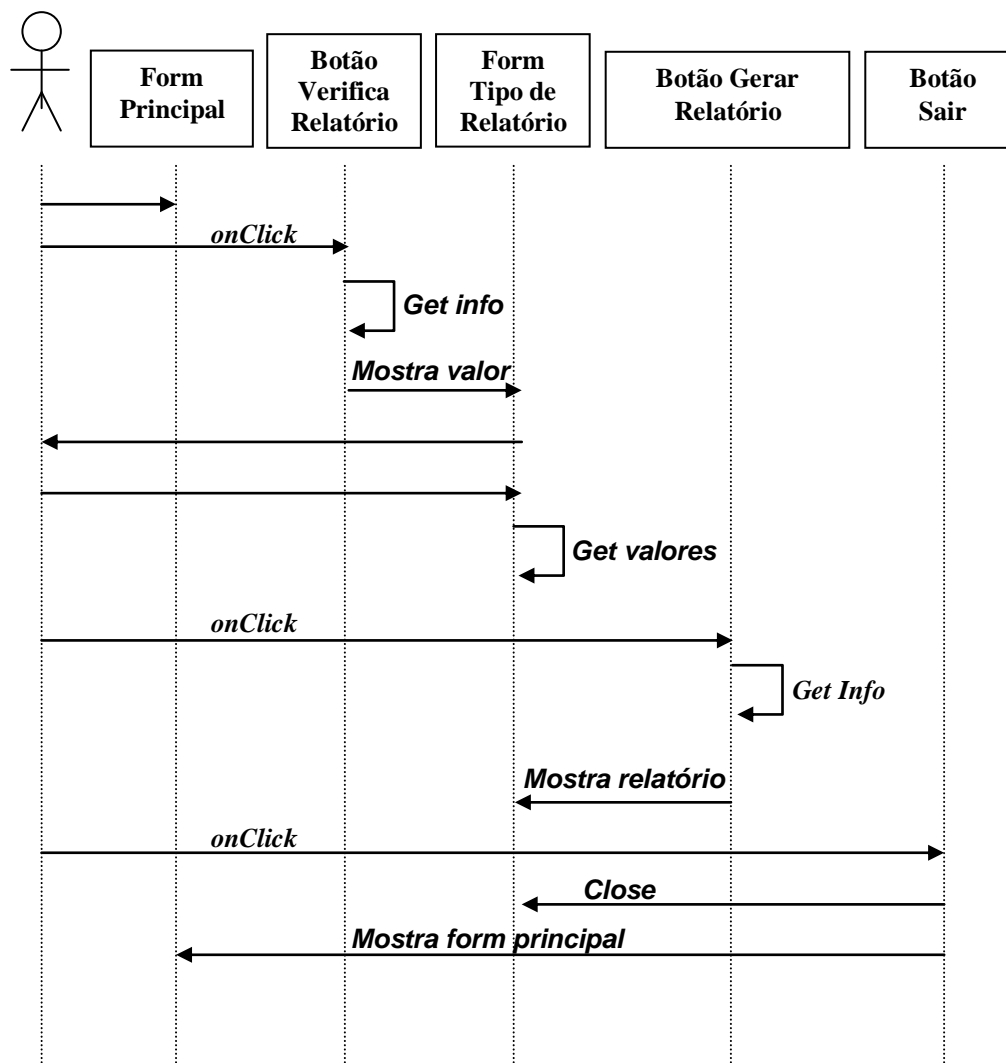 Form
Principal
Botão
Verifica
Relatório
Form
Tipo de
Relatório
Botão Gerar
Relatório
Botão
Sair
onClick
Get info
Mostra valor
Get valores
onClick
Get Info
Mostra relatório
onClick
Close
Mostra form principal